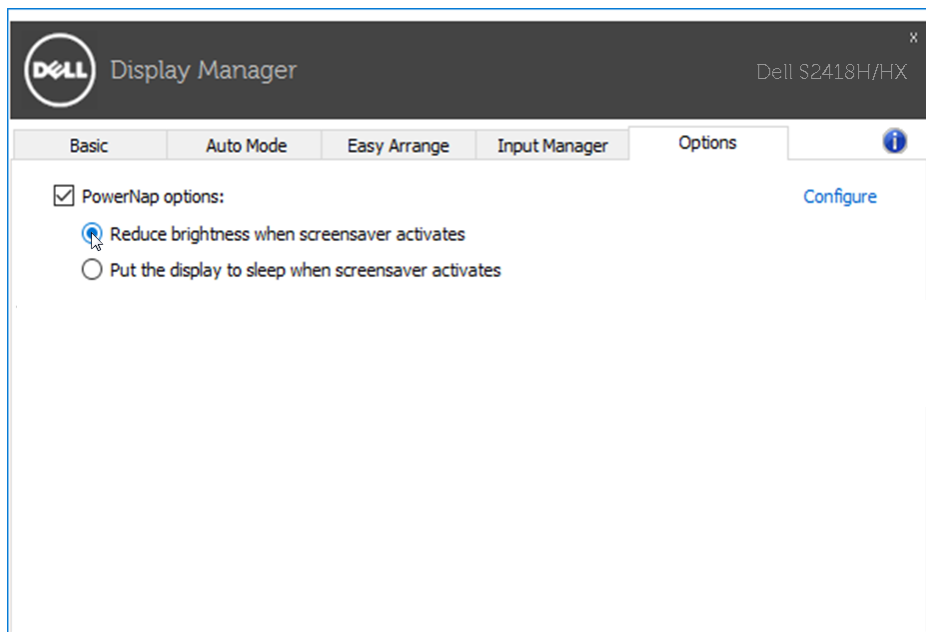 x
DELL Display Manager
Dell S2418H/HX
Basic Auto Mode Easy Arrange Input Manager Options i
PowerNap options: Configure
Reduce brightness when screensaver activates
Put the display to sleep when screensaver activates